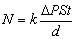 N = k ΔPSt / d